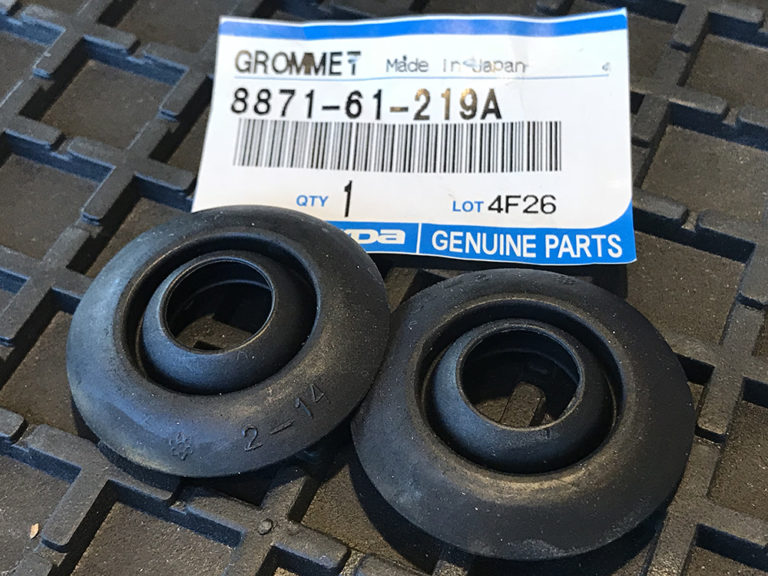 GROMMET Made in Japan
8871-61-219A
QTY 1 LOT 4F26
GENUINE PARTS
2-14